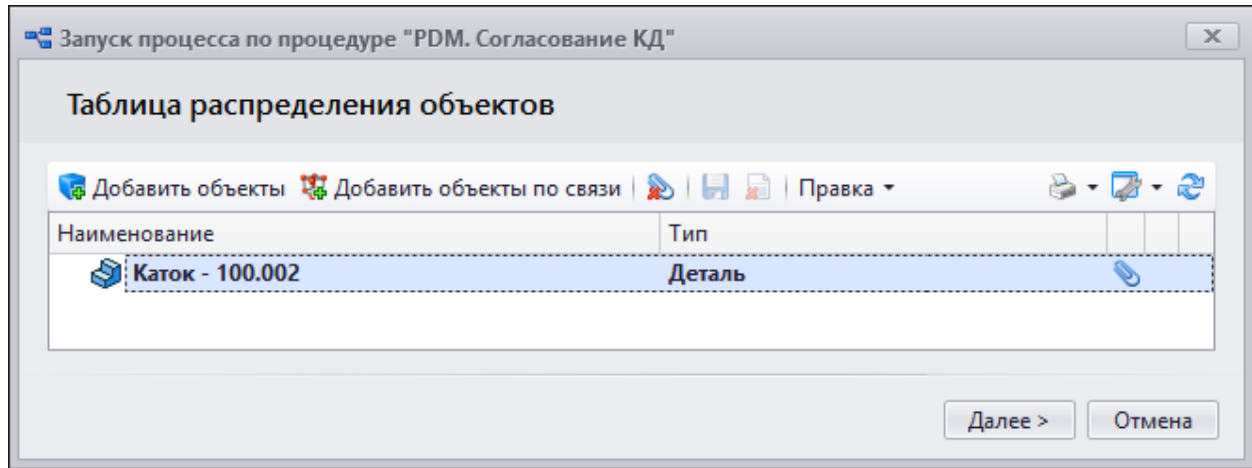 Запуск процесса по процедуре "PDM. Согласование КД"
Таблица распределения объектов
Добавить объекты Добавить объекты по связи Правка
Наименование Тип
Каток - 100.002 Деталь
Далее > Отмена